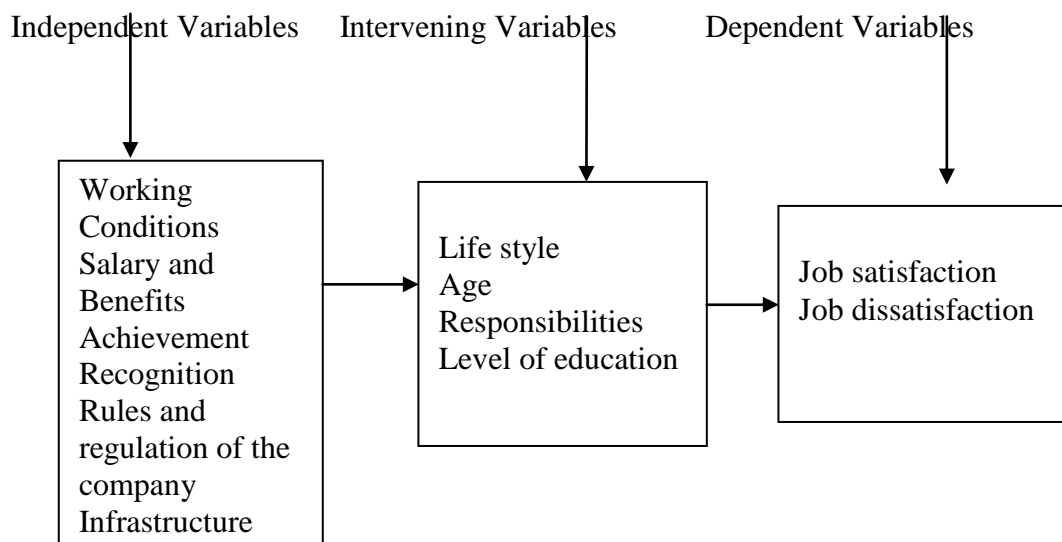 Independent Variables Intervening Variables Dependent Variables
Working
Conditions
Salary and
Benefits
Achievement
Recognition
Rules and
regulation of the
company
Infrastructure
Life style
Age
Responsibilities
Level of education
Job satisfaction
Job dissatisfaction